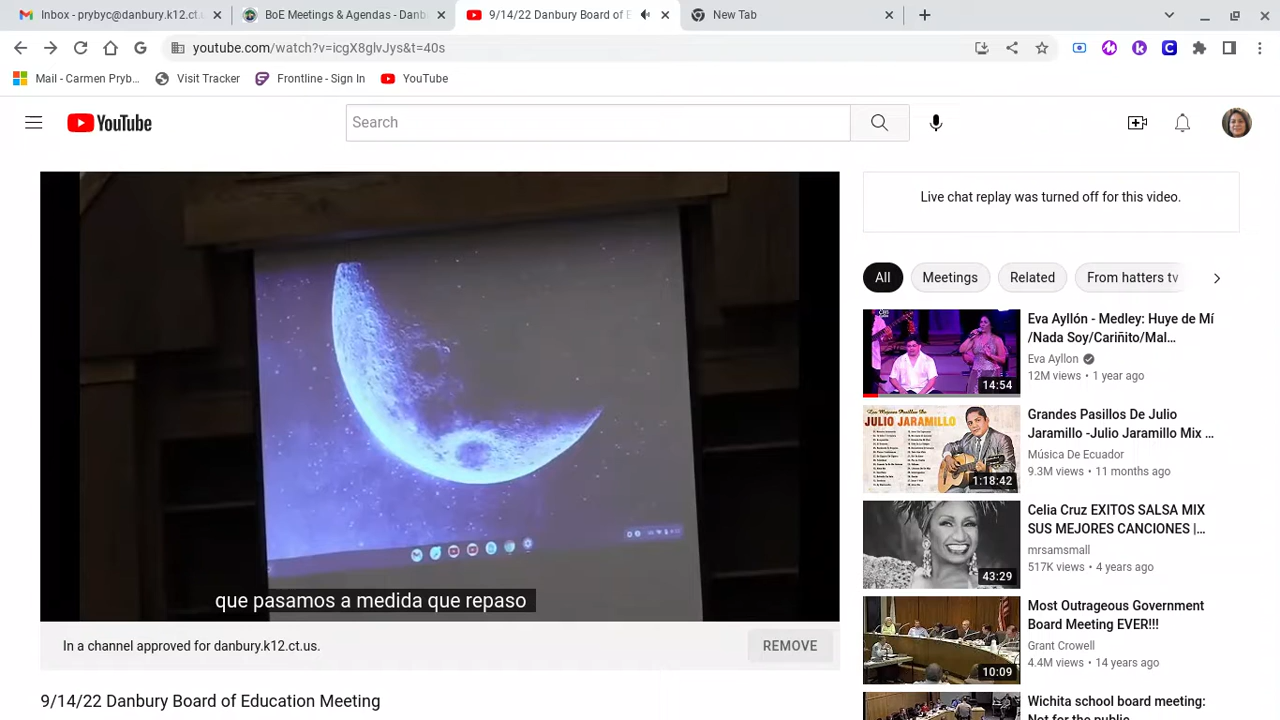 Inbox - prybyc@danbury.k12.ct.u
BoE Meetings & Agendas - Danb
9/14/22 Danbury Board of E
New Tab
youtube.com/watch?v=icgX8glvJys&t=40s
Mail - Carmen Pryb...
Visit Tracker
Frontline - Sign In
YouTube
YouTube
Search
que pasamos a medida que repaso
In a channel approved for danbury.k12.ct.us.
REMOVE
9/14/22 Danbury Board of Education Meeting
Live chat replay was turned off for this video.
All
Meetings
Related
From hatters tv
Eva Ayllón - Medley: Huye de Mí
/Nada Soy/Cariñito/Mal...
Eva Ayllon
12M views • 1 year ago
14:54
JULIO JARAMILLO
Grandes Pasillos De Julio
Jaramillo -Julio Jaramillo Mix ...
Música De Ecuador
9.3M views • 11 months ago
1:18:42
Celia Cruz EXITOS SALSA MIX
SUS MEJORES CANCIONES |...
mrsamsmall
517K views • 4 years ago
43:29
Most Outrageous Government
Board Meeting EVER!!!
Grant Crowell
4.4M views • 14 years ago
10:09
Wichita school board meeting:
Not for the public